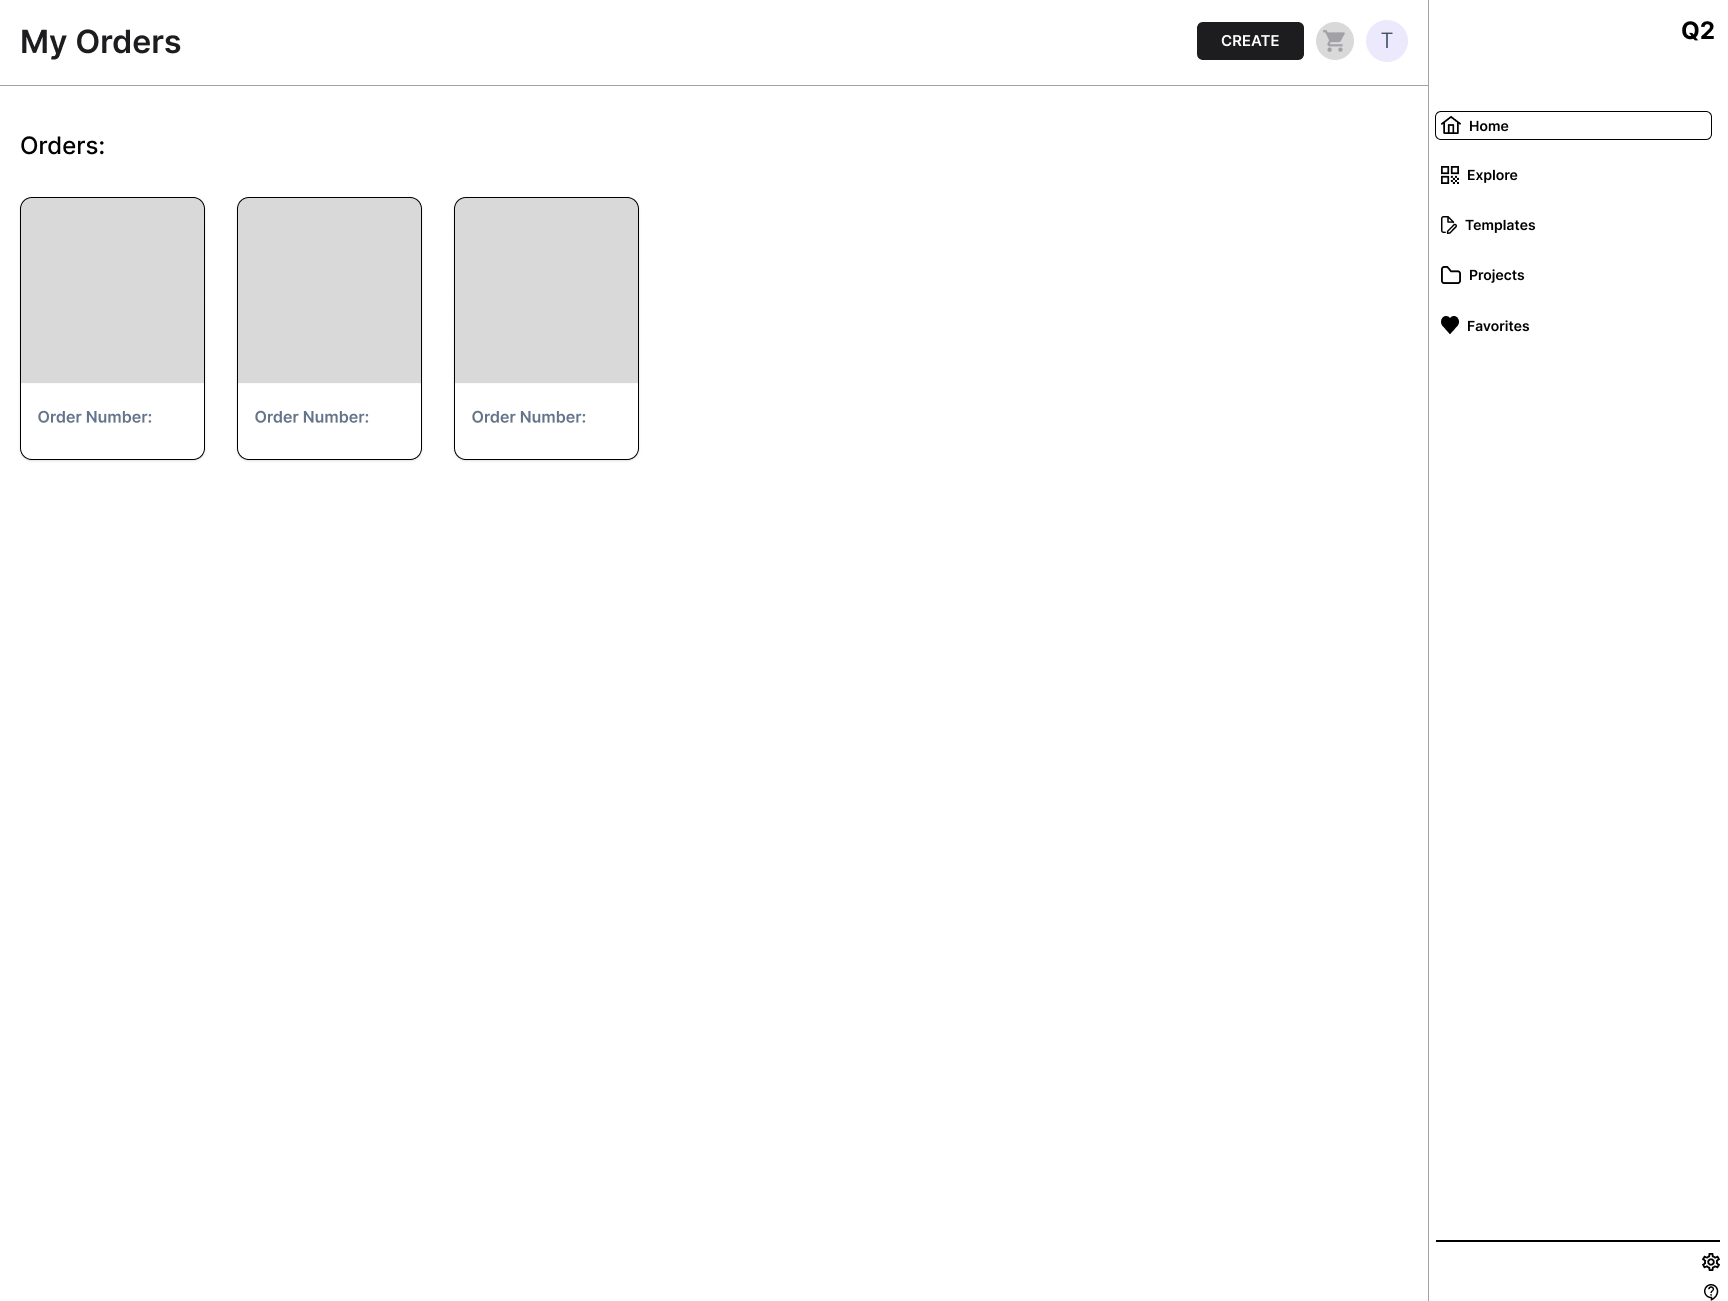 My Orders
CREATE
T
Q2
Orders:
Order Number:
Order Number:
Order Number:
Home
Explore
Templates
Projects
Favorites